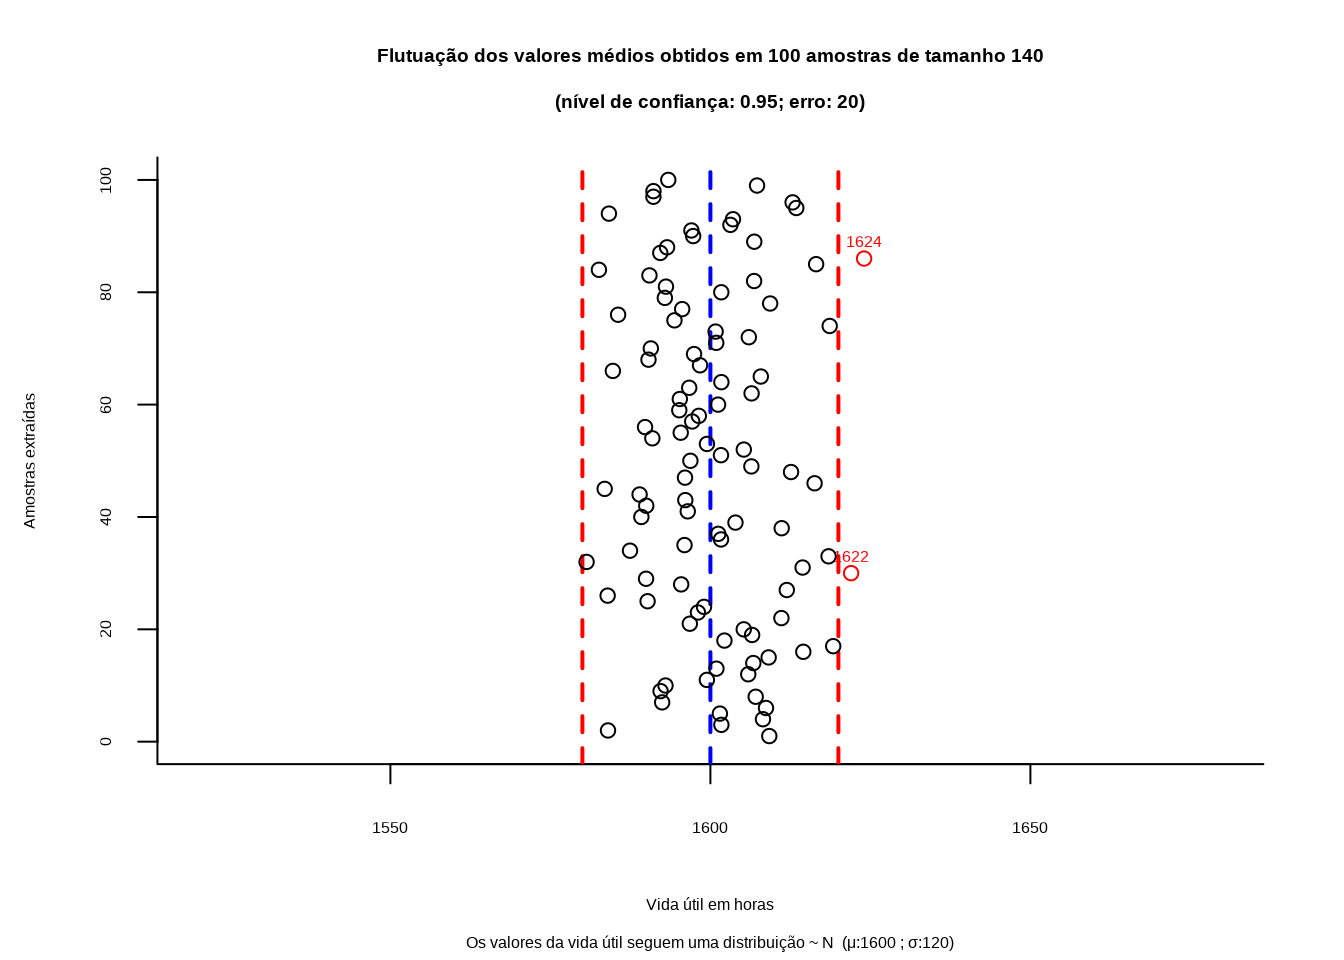 Flutuação dos valores médios obtidos em 100 amostras de tamanho 140
(nível de confiança: 0.95; erro: 20)
100
80
60
40
20
0
Amostras extraídas
1624
1622
1550 1600 1650
Vida útil em horas
Os valores da vida útil seguem uma distribuição ~ N (μ:1600 ; σ:120)